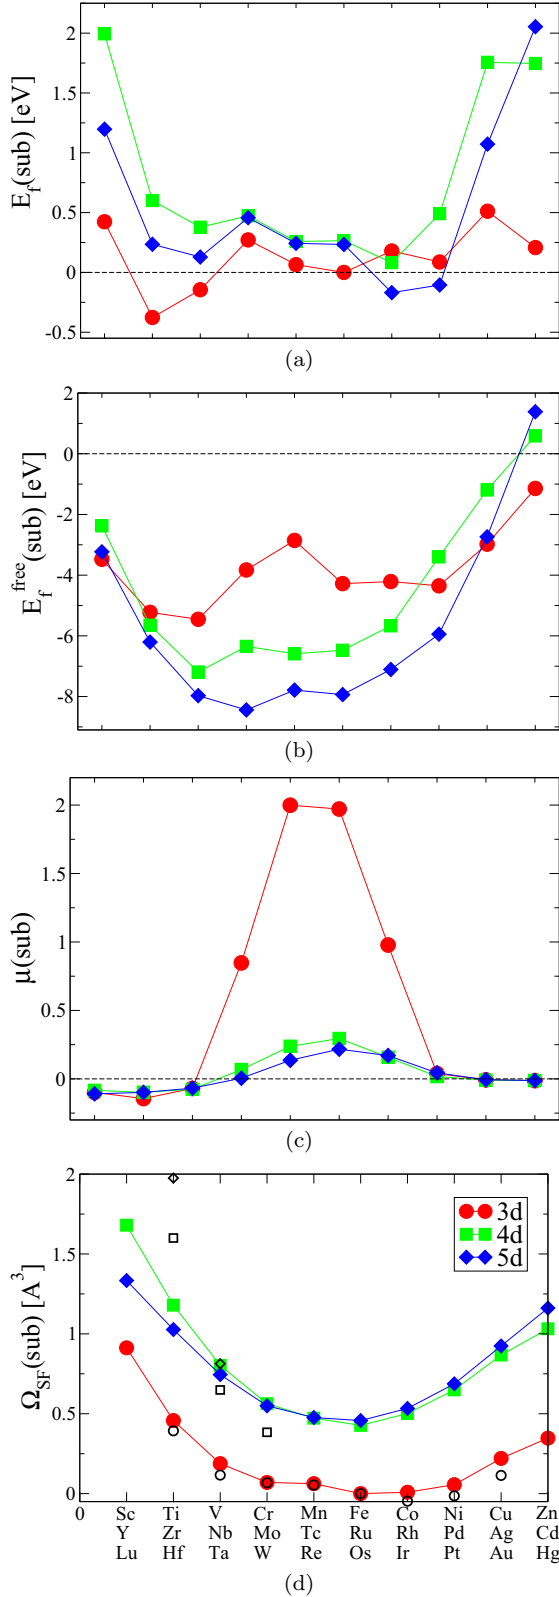 2
1.5
1
0.5
0
-0.5
E_f(sub) [eV]
(a)
2
0
-2
-4
-6
-8
E_f^free(sub) [eV]
(b)
2
1.5
1
0.5
0
μ(sub)
(c)
2
1.5
1
0.5
0
Ω_SF(sub) [A^3]
3d
4d
5d
0 Sc Ti V Cr Mn Fe Co Ni Cu Zn
Y Zr Nb Mo Tc Ru Rh Pd Ag Cd
Lu Hf Ta W Re Os Ir Pt Au Hg
(d)